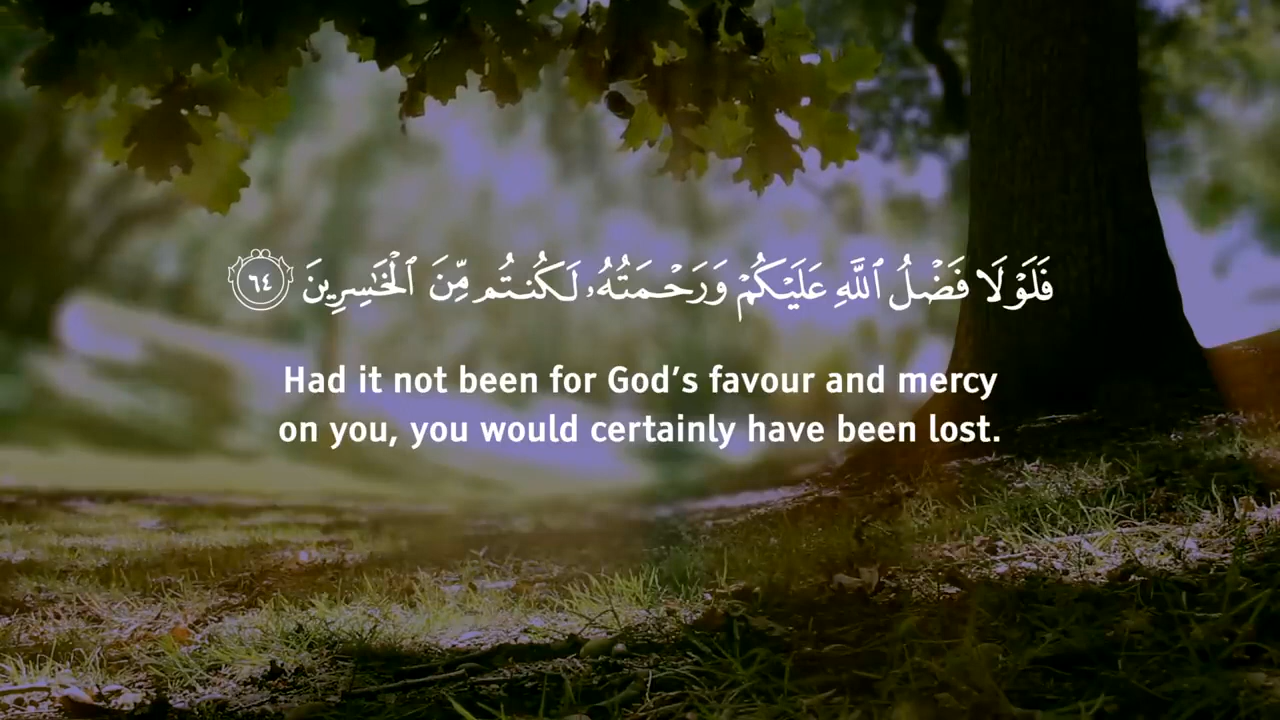 فَلَوْلَا فَضْلُ ٱللَّهِ عَلَيْكُمْ وَرَحْمَتُهُۥ لَكُنتُم مِّنَ ٱلْخَـٰسِرِينَ ٦٤
Had it not been for God’s favour and mercy
on you, you would certainly have been lost.